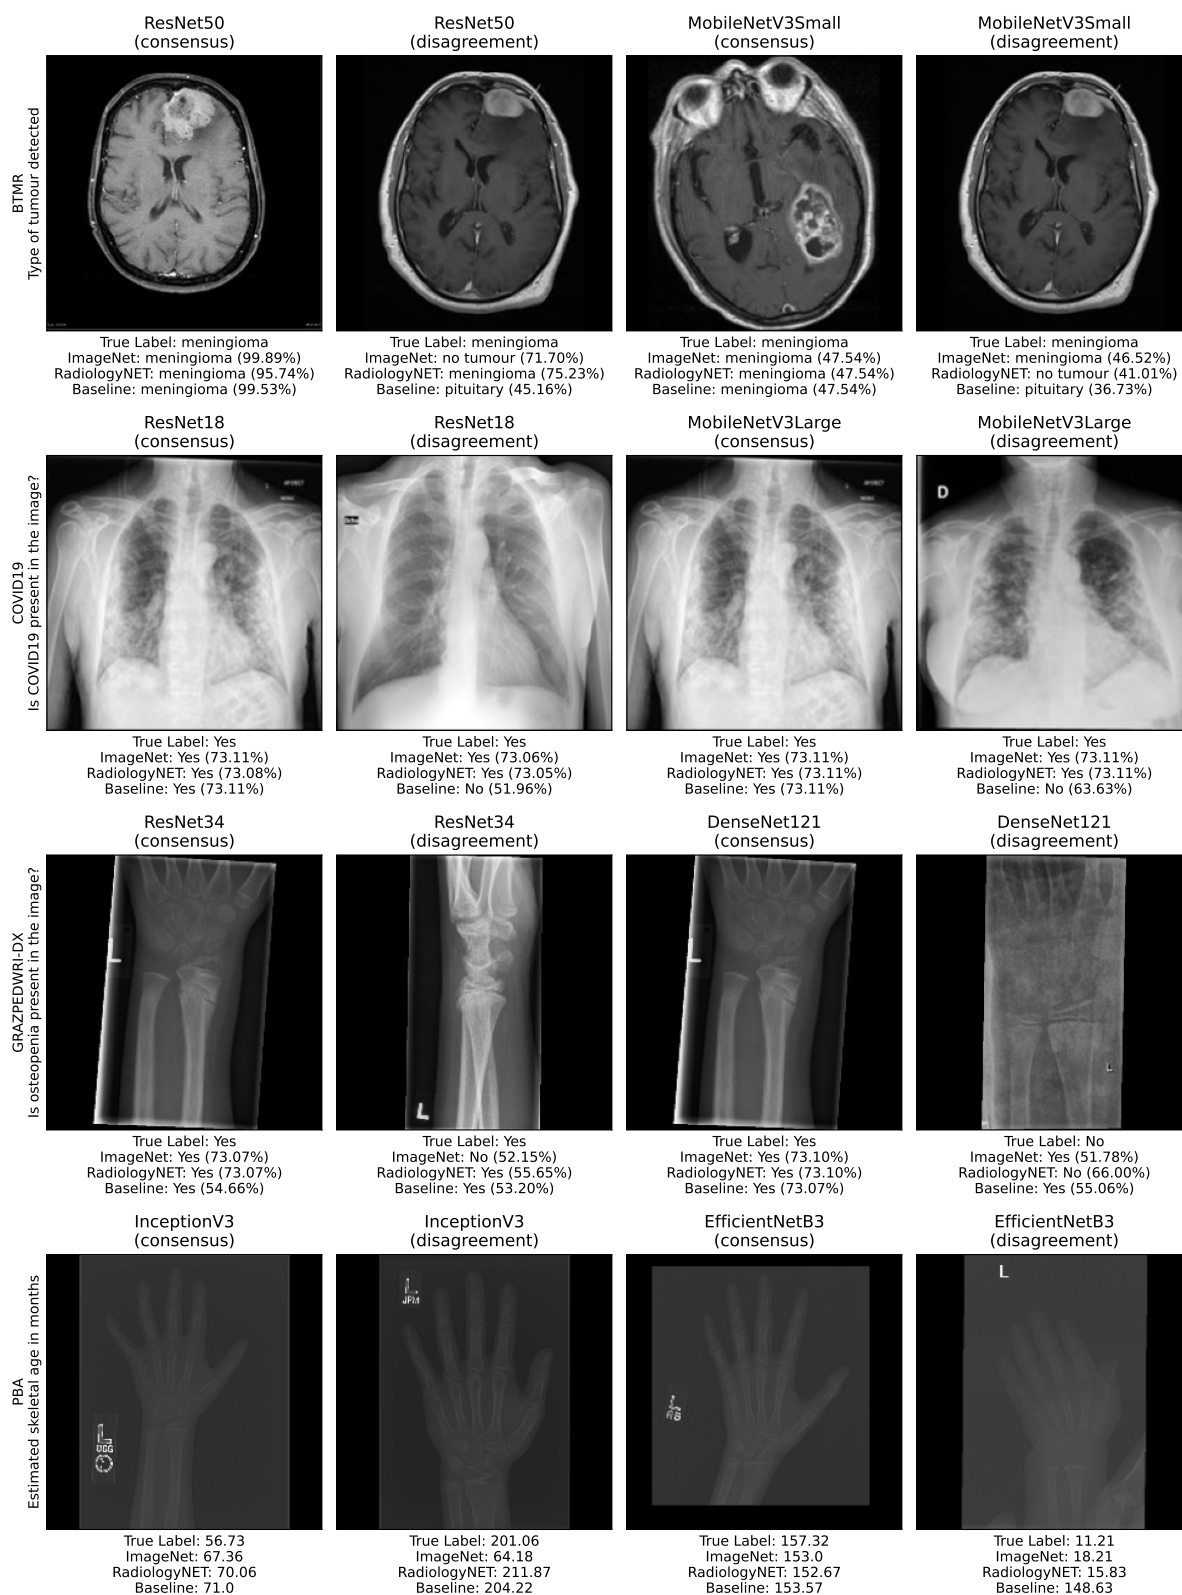 ResNet50
(consensus)
ResNet50
(disagreement)
MobileNetV3Small
(consensus)
MobileNetV3Small
(disagreement)
BTMR
Type of tumour detected
True Label: meningioma
ImageNet: meningioma (99.89%)
RadiologyNET: meningioma (95.74%)
Baseline: meningioma (99.53%)
True Label: meningioma
ImageNet: no tumour (71.70%)
RadiologyNET: meningioma (75.23%)
Baseline: pituitary (45.16%)
True Label: meningioma
ImageNet: meningioma (47.54%)
RadiologyNET: meningioma (47.54%)
Baseline: meningioma (47.54%)
True Label: meningioma
ImageNet: meningioma (46.52%)
RadiologyNET: no tumour (41.01%)
Baseline: pituitary (36.73%)
ResNet18
(consensus)
ResNet18
(disagreement)
MobileNetV3Large
(consensus)
MobileNetV3Large
(disagreement)
COVID19
Is COVID19 present in the image?
L
L
D
True Label: Yes
ImageNet: Yes (73.11%)
RadiologyNET: Yes (73.08%)
Baseline: Yes (73.11%)
True Label: Yes
ImageNet: Yes (73.06%)
RadiologyNET: Yes (73.05%)
Baseline: No (51.96%)
True Label: Yes
ImageNet: Yes (73.11%)
RadiologyNET: Yes (73.11%)
Baseline: Yes (73.11%)
True Label: Yes
ImageNet: Yes (73.11%)
RadiologyNET: Yes (73.11%)
Baseline: No (63.63%)
ResNet34
(consensus)
ResNet34
(disagreement)
DenseNet121
(consensus)
DenseNet121
(disagreement)
GRAZPEDWRI-DX
Is osteopenia present in the image?
L
L
L
L
True Label: Yes
ImageNet: Yes (73.07%)
RadiologyNET: Yes (73.07%)
Baseline: Yes (54.66%)
True Label: Yes
ImageNet: No (52.15%)
RadiologyNET: Yes (55.65%)
Baseline: Yes (53.20%)
True Label: Yes
ImageNet: Yes (73.10%)
RadiologyNET: Yes (73.10%)
Baseline: Yes (73.07%)
True Label: No
ImageNet: Yes (51.78%)
RadiologyNET: No (66.00%)
Baseline: Yes (55.06%)
InceptionV3
(consensus)
InceptionV3
(disagreement)
EfficientNetB3
(consensus)
EfficientNetB3
(disagreement)
PBA
Estimated skeletal age in months
L
L
JPM
L
True Label: 56.73
ImageNet: 67.36
RadiologyNET: 70.06
Baseline: 71.0
True Label: 201.06
ImageNet: 64.18
RadiologyNET: 211.87
Baseline: 204.22
True Label: 157.32
ImageNet: 153.0
RadiologyNET: 152.67
Baseline: 153.57
True Label: 11.21
ImageNet: 18.21
RadiologyNET: 15.83
Baseline: 148.63